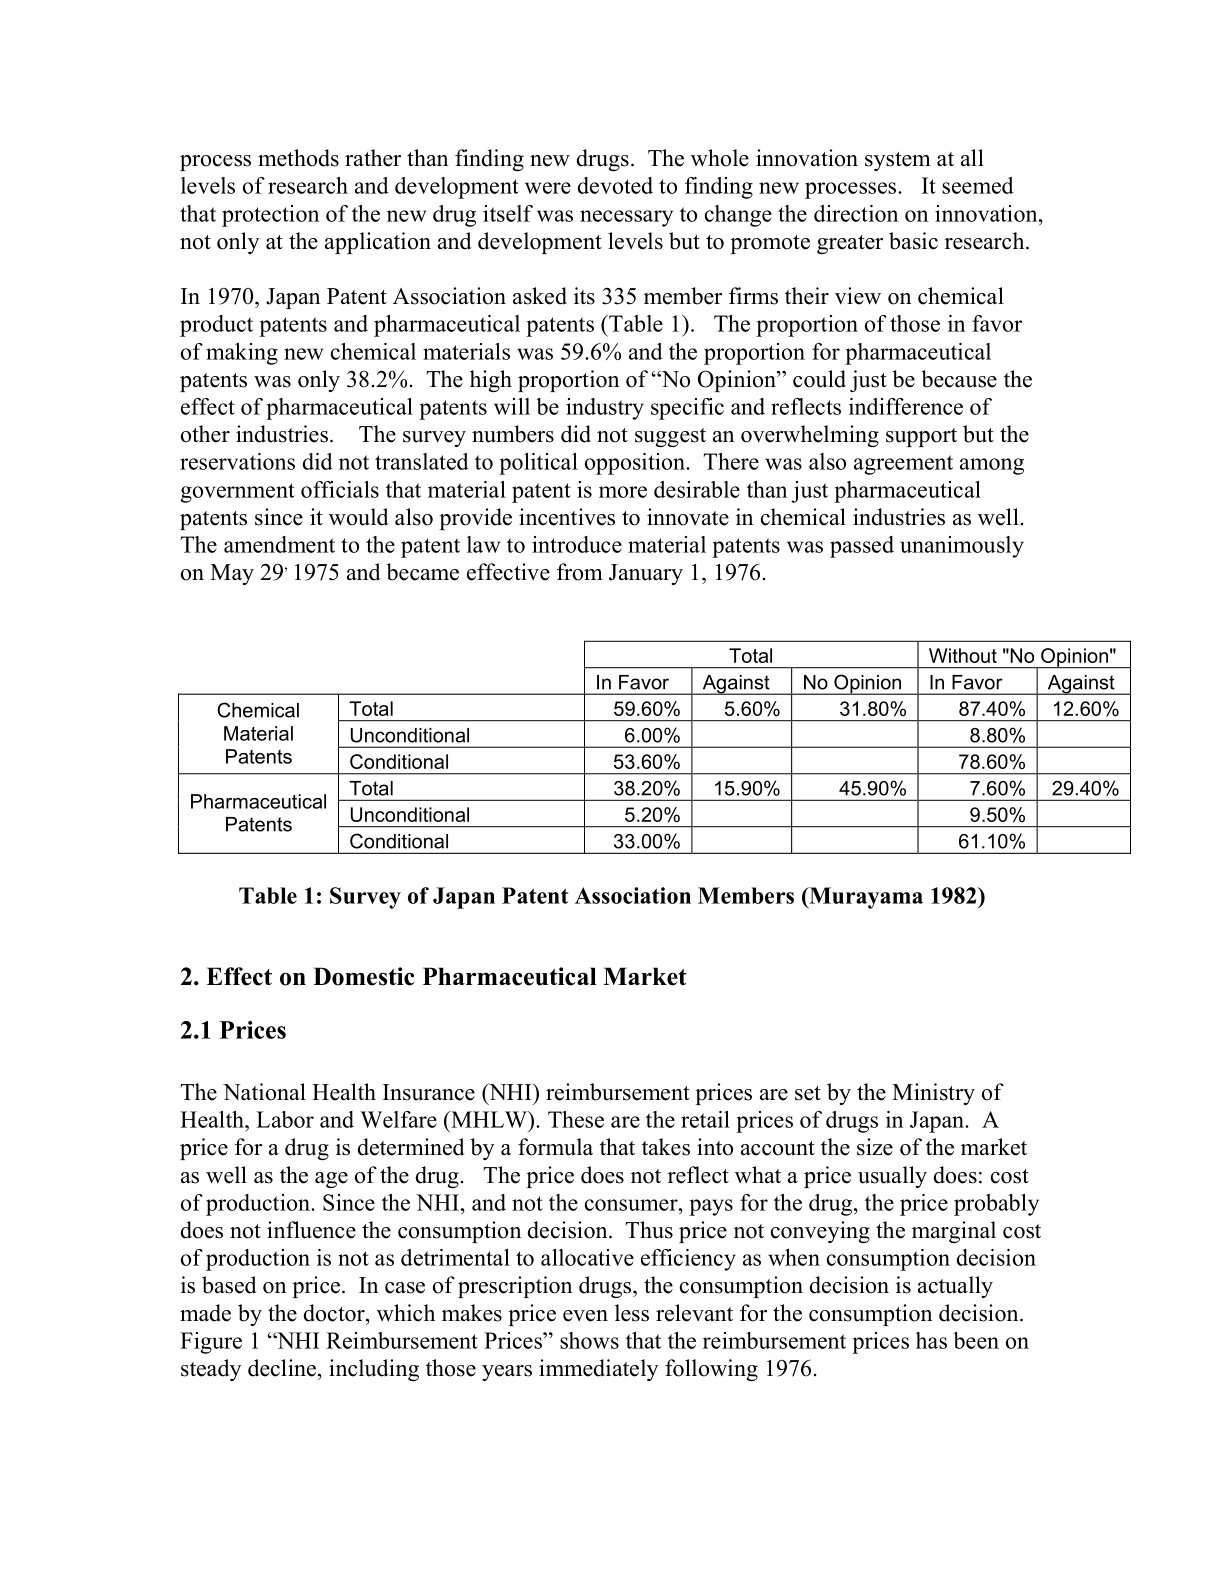 process methods rather than finding new drugs.  The whole innovation system at all
levels of research and development were devoted to finding new processes.   It seemed
that protection of the new drug itself was necessary to change the direction on innovation,
not only at the application and development levels but to promote greater basic research.
In 1970, Japan Patent Association asked its 335 member firms their view on chemical
product patents and pharmaceutical patents (Table 1).   The proportion of those in favor
of making new chemical materials was 59.6% and the proportion for pharmaceutical
patents was only 38.2%.  The high proportion of “No Opinion” could just be because the
effect of pharmaceutical patents will be industry specific and reflects indifference of
other industries.    The survey numbers did not suggest an overwhelming support but the
reservations did not translated to political opposition.  There was also agreement among
government officials that material patent is more desirable than just pharmaceutical
patents since it would also provide incentives to innovate in chemical industries as well.
The amendment to the patent law to introduce material patents was passed unanimously
on May 29, 1975 and became effective from January 1, 1976.
Total Without "No Opinion"
In Favor Against No Opinion In Favor Against
Chemical Material Patents Total 59.60% 5.60% 31.80% 87.40% 12.60%
Unconditional 6.00% 8.80%
Conditional 53.60% 78.60%
Pharmaceutical Patents Total 38.20% 15.90% 45.90% 7.60% 29.40%
Unconditional 5.20% 9.50%
Conditional 33.00% 61.10%
Table 1: Survey of Japan Patent Association Members (Murayama 1982)
2. Effect on Domestic Pharmaceutical Market
2.1 Prices
The National Health Insurance (NHI) reimbursement prices are set by the Ministry of
Health, Labor and Welfare (MHLW). These are the retail prices of drugs in Japan.  A
price for a drug is determined by a formula that takes into account the size of the market
as well as the age of the drug.   The price does not reflect what a price usually does: cost
of production. Since the NHI, and not the consumer, pays for the drug, the price probably
does not influence the consumption decision.  Thus price not conveying the marginal cost
of production is not as detrimental to allocative efficiency as when consumption decision
is based on price.  In case of prescription drugs, the consumption decision is actually
made by the doctor, which makes price even less relevant for the consumption decision.
Figure 1 “NHI Reimbursement Prices” shows that the reimbursement prices has been on
steady decline, including those years immediately following 1976.